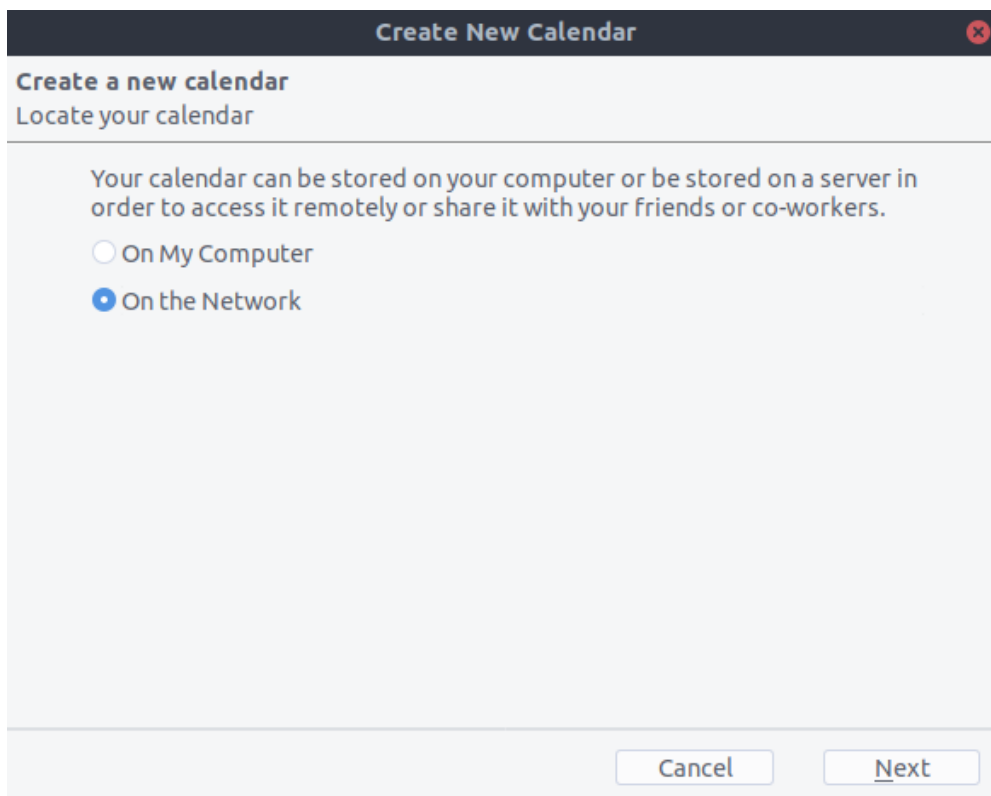 Create New Calendar
Create a new calendar
Locate your calendar
Your calendar can be stored on your computer or be stored on a server in
order to access it remotely or share it with your friends or co-workers.
On My Computer
On the Network
Cancel
Next